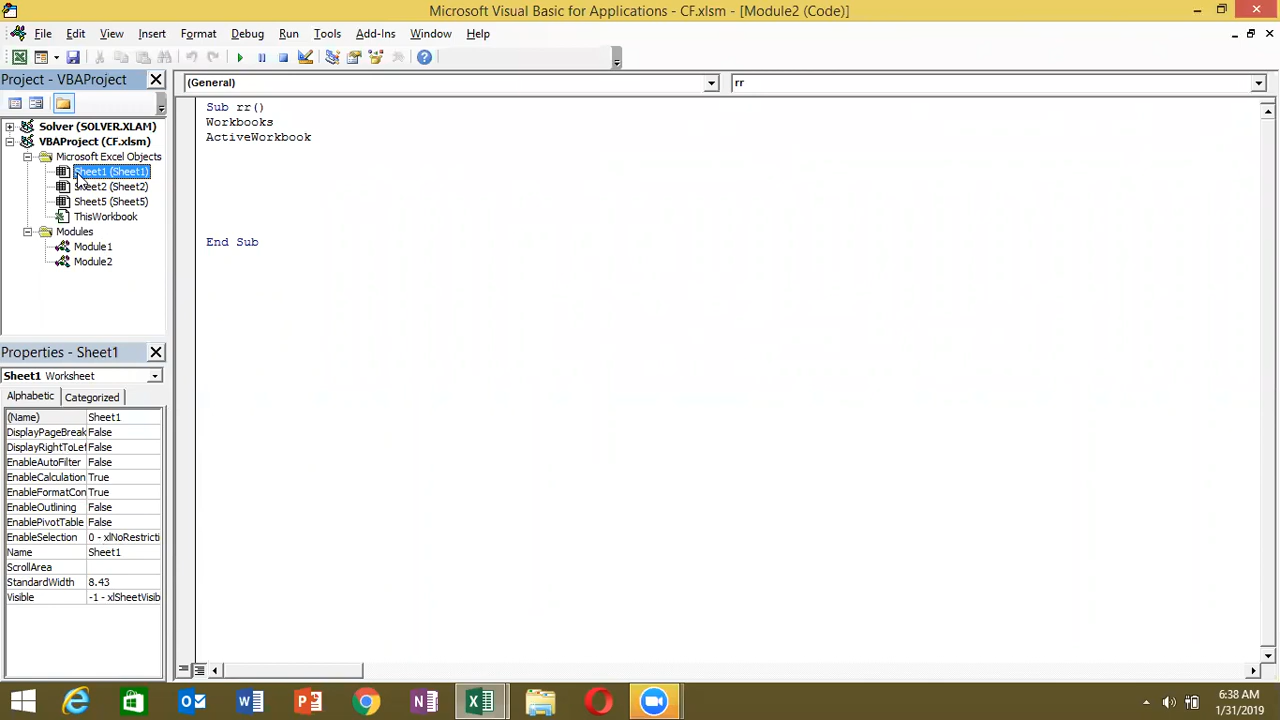 Microsoft Visual Basic for Applications - CF.xlsm - [Module2 (Code)]
File Edit View Insert Format Debug Run Tools Add-Ins Window Help
Project - VBAProject
(General)
rr
Solver (SOLVER.XLAM)
VBAProject (CF.xlsm)
Microsoft Excel Objects
Sheet1 (Sheet1)
Sheet2 (Sheet2)
Sheet5 (Sheet5)
ThisWorkbook
Modules
Module1
Module2
Sub rr()
Workbooks
ActiveWorkbook
End Sub
Properties - Sheet1
Sheet1 Worksheet
Alphabetic Categorized
(Name) Sheet1
DisplayPageBreak False
DisplayRightToLef False
EnableAutoFilter False
EnableCalculation True
EnableFormatCon True
EnableOutlining False
EnablePivotTable False
EnableSelection 0 - xlNoRestricti
Name Sheet1
ScrollArea
StandardWidth 8.43
Visible -1 - xlSheetVisib
6:38 AM
1/31/2019